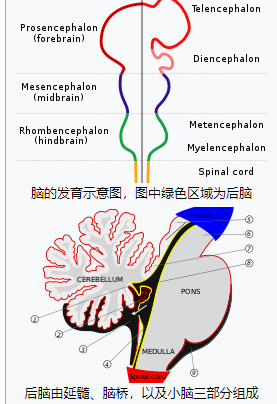 Telencephalon
Prosencephalon
(forebrain)
Diencephalon
Mesencephalon
(midbrain)
Rhombencephalon
(hindbrain)
Metencephalon
Myelencephalon
Spinal cord
脑的发育示意图，图中绿色区域为后脑
⑤
⑥
⑦
⑧
CEREBELLUM
PONS
①
②
③
④
MEDULLA
⑨
Spinal cord
后脑由延髓、脑桥，以及小脑三部分组成